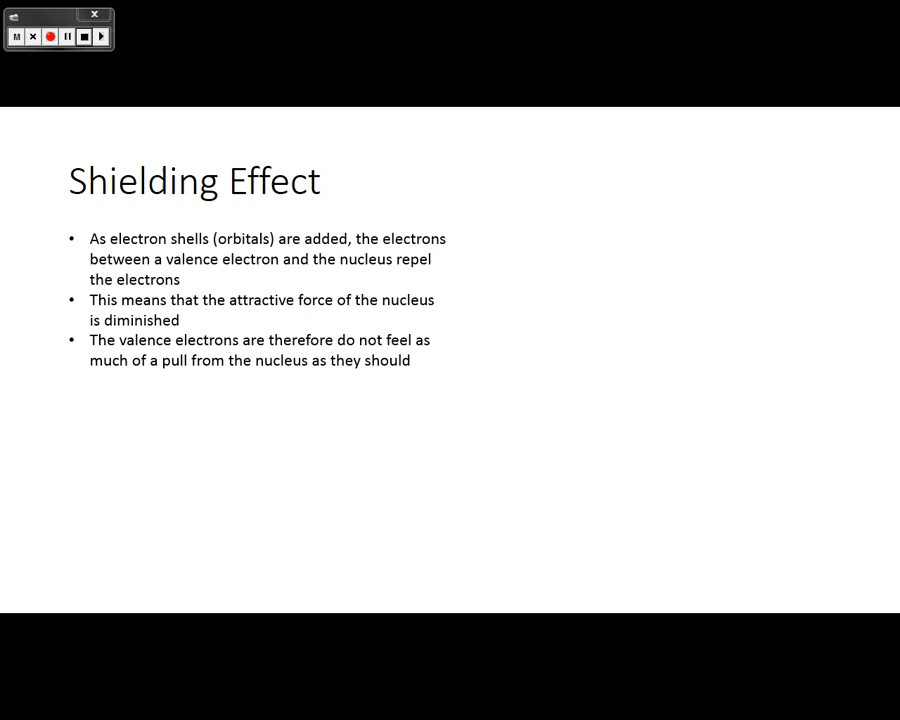 M
Shielding Effect
• As electron shells (orbitals) are added, the electrons
between a valence electron and the nucleus repel
the electrons
• This means that the attractive force of the nucleus
is diminished
• The valence electrons are therefore do not feel as
much of a pull from the nucleus as they should